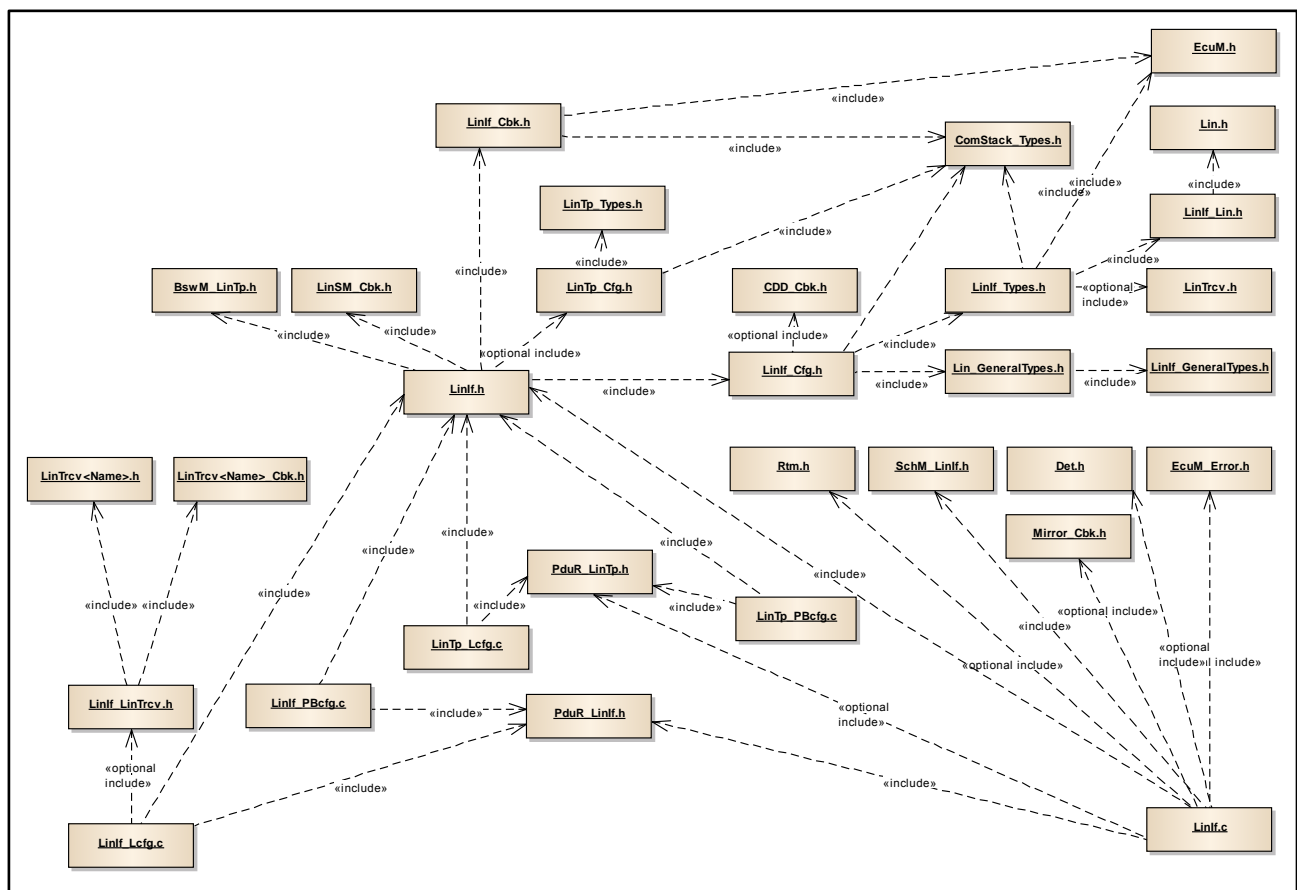 EcuM.h
«include»
LinIf_Cbk.h
Lin.h
ComStack_Types.h
«include»
«include»
«include»
«include»
LinTp_Types.h
LinIf_Lin.h
«include»
«include»
«include»
BswM_LinTp.h
LinSM_Cbk.h
LinTp_Cfg.h
CDD_Cbk.h
LinIf_Types.h
«optional
include»
LinTrcv.h
«include»
«include»
«optional include»
«optional include»
«include»
LinIf.h
«include»
LinIf_Cfg.h
«include»
Lin_GeneralTypes.h
«include»
LinIf_GeneralTypes.h
LinTrcv<Name>.h
LinTrcv<Name>_Cbk.h
Rtm.h
SchM_LinIf.h
Det.h
EcuM_Error.h
Mirror_Cbk.h
«include»
«include»
«include»
«include»
PduR_LinTp.h
«include»
«include»
«include»
«include»
«include»
«include»
LinTp_PBcfg.c
«optional include»
«include»
LinTp_Lcfg.c
«optional
include»
«optional include»
LinIf_LinTrcv.h
LinIf_PBcfg.c
«include»
PduR_LinIf.h
«optional
include»
«optional
include»
«include»
«include»
LinIf_Lcfg.c
LinIf.c